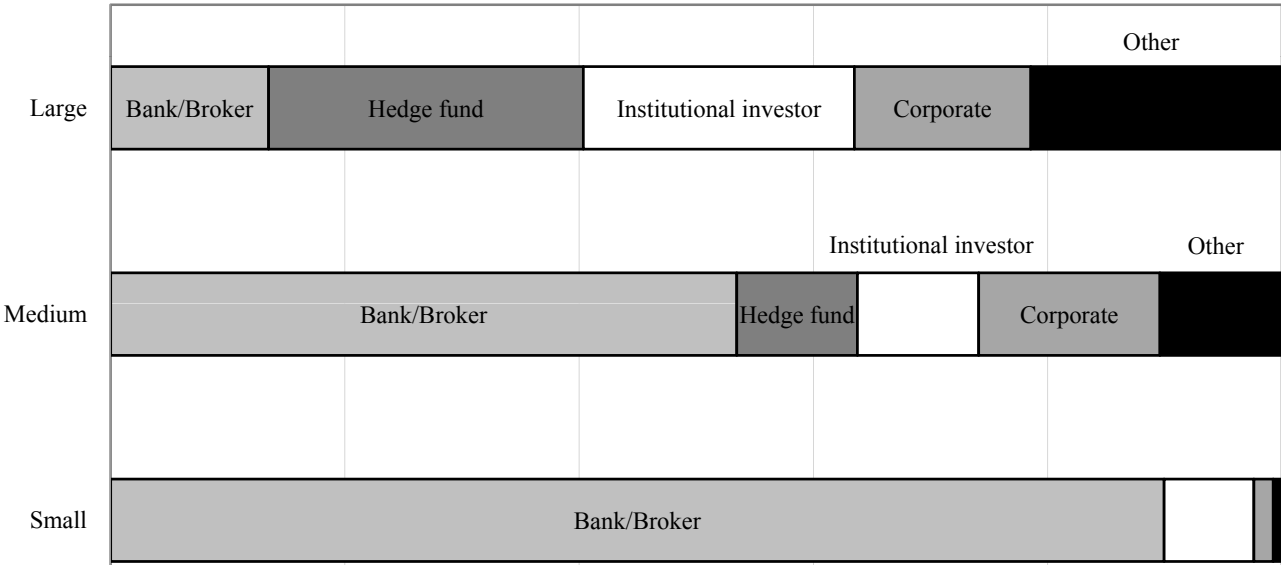 Other
Large
Bank/Broker
Hedge fund
Institutional investor
Corporate
Institutional investor
Other
Medium
Bank/Broker
Hedge fund
Corporate
Small
Bank/Broker